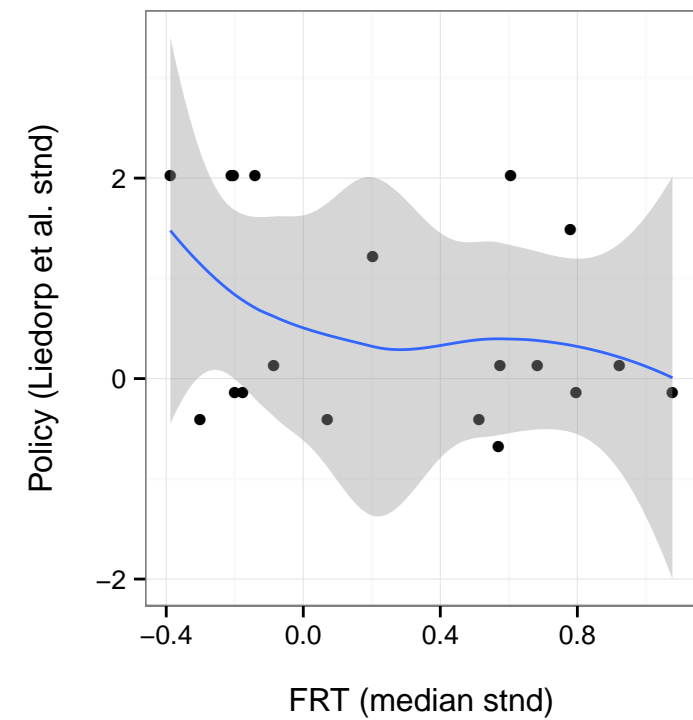 Policy (Liedorp et al. stnd)
2
0
−2
−0.4 0.0 0.4 0.8
FRT (median stnd)